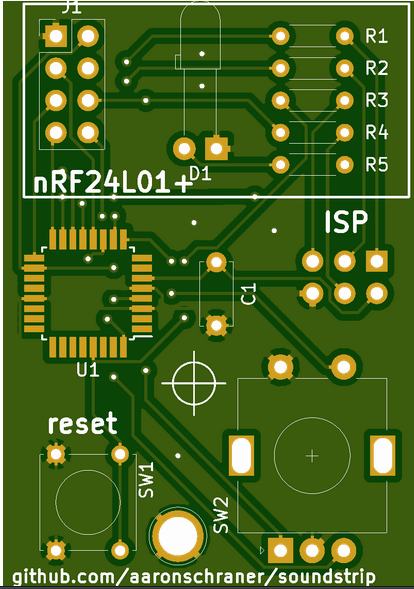 J1
R1
R2
R3
R4
R5
D1
nRF24L01+
ISP
C1
U1
reset
SW1
SW2
github.com/aaronschraner/soundstrip